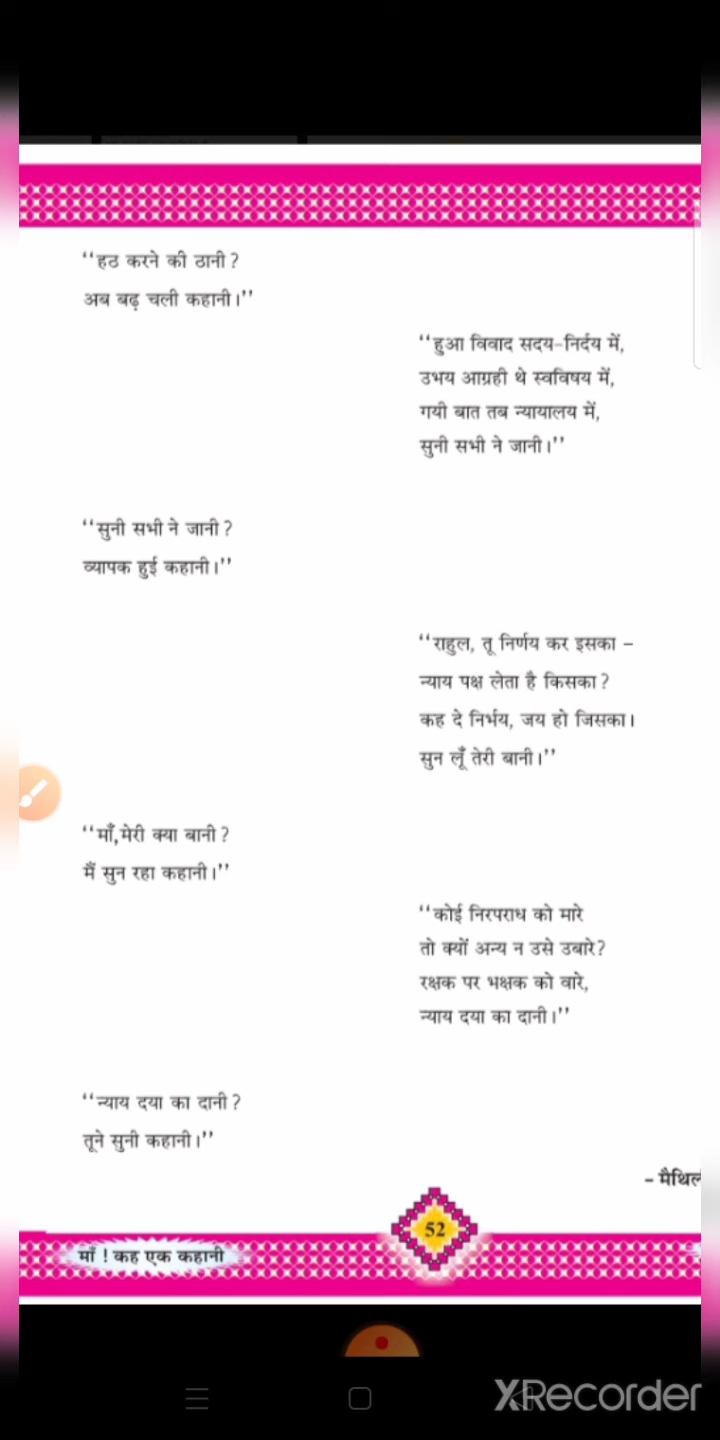 ‘‘हठ करने की ठानी?
अब बढ़ चली कहानी।’’
‘‘हुआ विवाद सदय-निर्दय में,
उभय आग्रही थे स्वविषय में,
गयी बात तब न्यायालय में,
सुनी सभी ने जानी।’’
‘‘सुनी सभी ने जानी?
व्यापक हुई कहानी।’’
‘‘राहुल, तू निर्णय कर इसका –
न्याय पक्ष लेता है किसका?
कह दे निर्भय, जय हो जिसका।
सुन लूँ तेरी बानी।’’
‘‘माँ,मेरी क्या बानी?
मैं सुन रहा कहानी।’’
‘‘कोई निरपराध को मारे
तो क्यों अन्य न उसे उबारे?
रक्षक पर भक्षक को वारे,
न्याय दया का दानी।’’
‘‘न्याय दया का दानी?
तूने सुनी कहानी।’’
– मैथिल
52
माँ ! कह एक कहानी
XRecorder